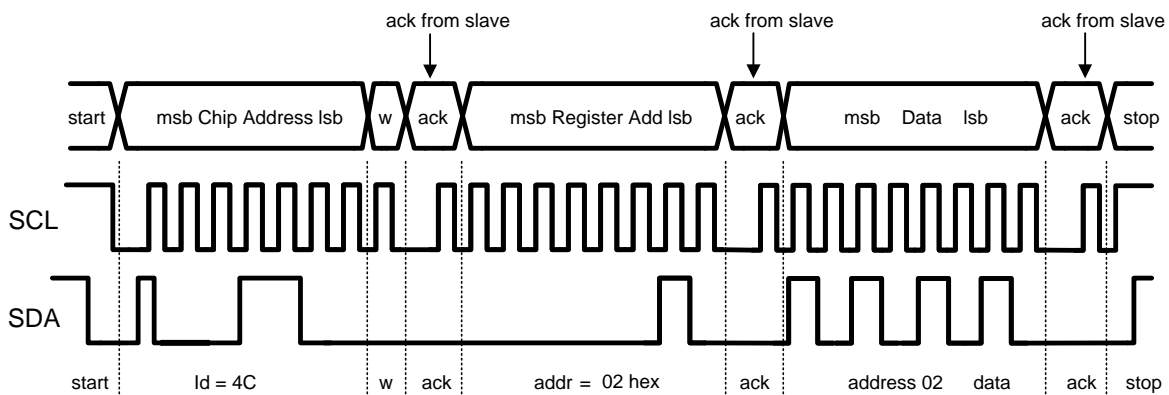 ack from slave ack from slave ack from slave
start msb Chip Address lsb w ack msb Register Add lsb ack msb Data lsb ack stop
SCL
SDA
start Id = 4C w ack addr = 02 hex ack address 02 data ack stop